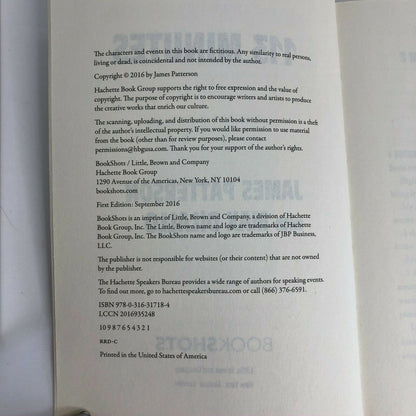 The characters and events in this book are fictitious. Any similarity to real persons,
living or dead, is coincidental and not intended by the author.
Copyright © 2016 by James Patterson
Hachette Book Group supports the right to free expression and the value of
copyright. The purpose of copyright is to encourage writers and artists to produce
the creative works that enrich our culture.
The scanning, uploading, and distribution of this book without permission is a theft
of the author's intellectual property. If you would like permission to use material
from the book (other than for review purposes), please contact
permissions@hbgusa.com. Thank you for your support of the author's rights.
BookShots / Little, Brown and Company
Hachette Book Group
1290 Avenue of the Americas, New York, NY 10104
bookshots.com
First Edition: September 2016
BookShots is an imprint of Little, Brown and Company, a division of Hachette
Book Group, Inc. The Little, Brown name and logo are trademarks of Hachette
Book Group, Inc. The BookShots name and logo are trademarks of JBP Business,
LLC.
The publisher is not responsible for websites (or their content) that are not owned
by the publisher.
The Hachette Speakers Bureau provides a wide range of authors for speaking events.
To find out more, go to hachettespeakersbureau.com or call (866) 376-6591.
ISBN 978-0-316-31718-4
LCCN 2016935248
10 9 8 7 6 5 4 3 2 1
RRD-C
Printed in the United States of America